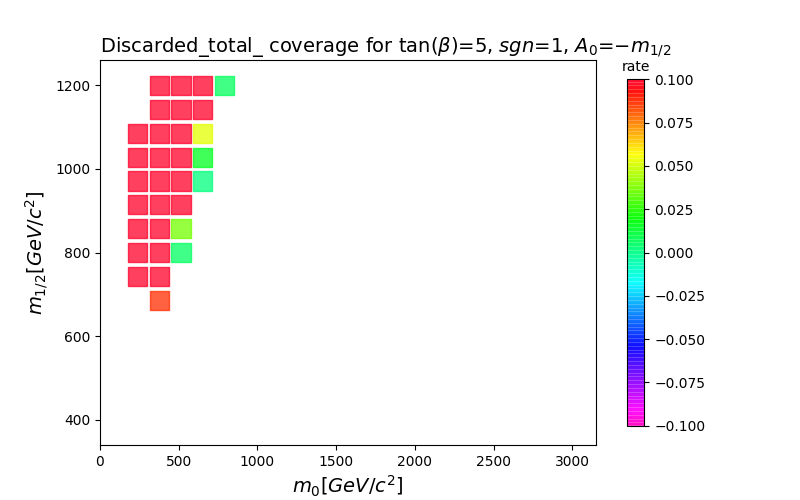 Discarded_total_ coverage for tan(β)=5, sgn=1, A₀=−m₁/₂
rate
0.100
0.075
0.050
0.025
0.000
−0.025
−0.050
−0.075
−0.100
1200
1000
800
600
400
m₁/₂[GeV/c²]
0 500 1000 1500 2000 2500 3000
m₀[GeV/c²]